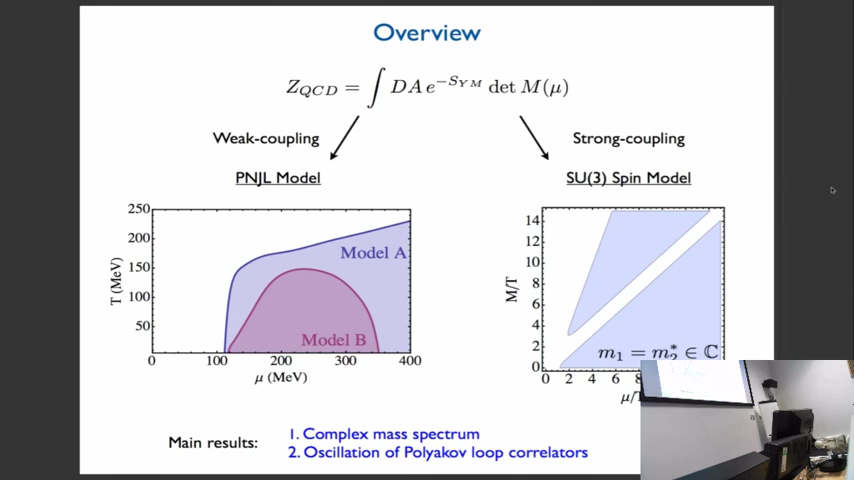 Overview
Z_{QCD} = ∫ DA e^{-S_{YM}} det M(μ)
Weak-coupling
Strong-coupling
PNJL Model
SU(3) Spin Model
250
200
150
100
50
T (MeV)
Model A
Model B
0 100 200 300 400
μ (MeV)
14
12
10
8
6
4
2
0
M/T
m_1 = m_2^* ∈ ℂ
0 2 4 6
Main results:
1. Complex mass spectrum
2. Oscillation of Polyakov loop correlators